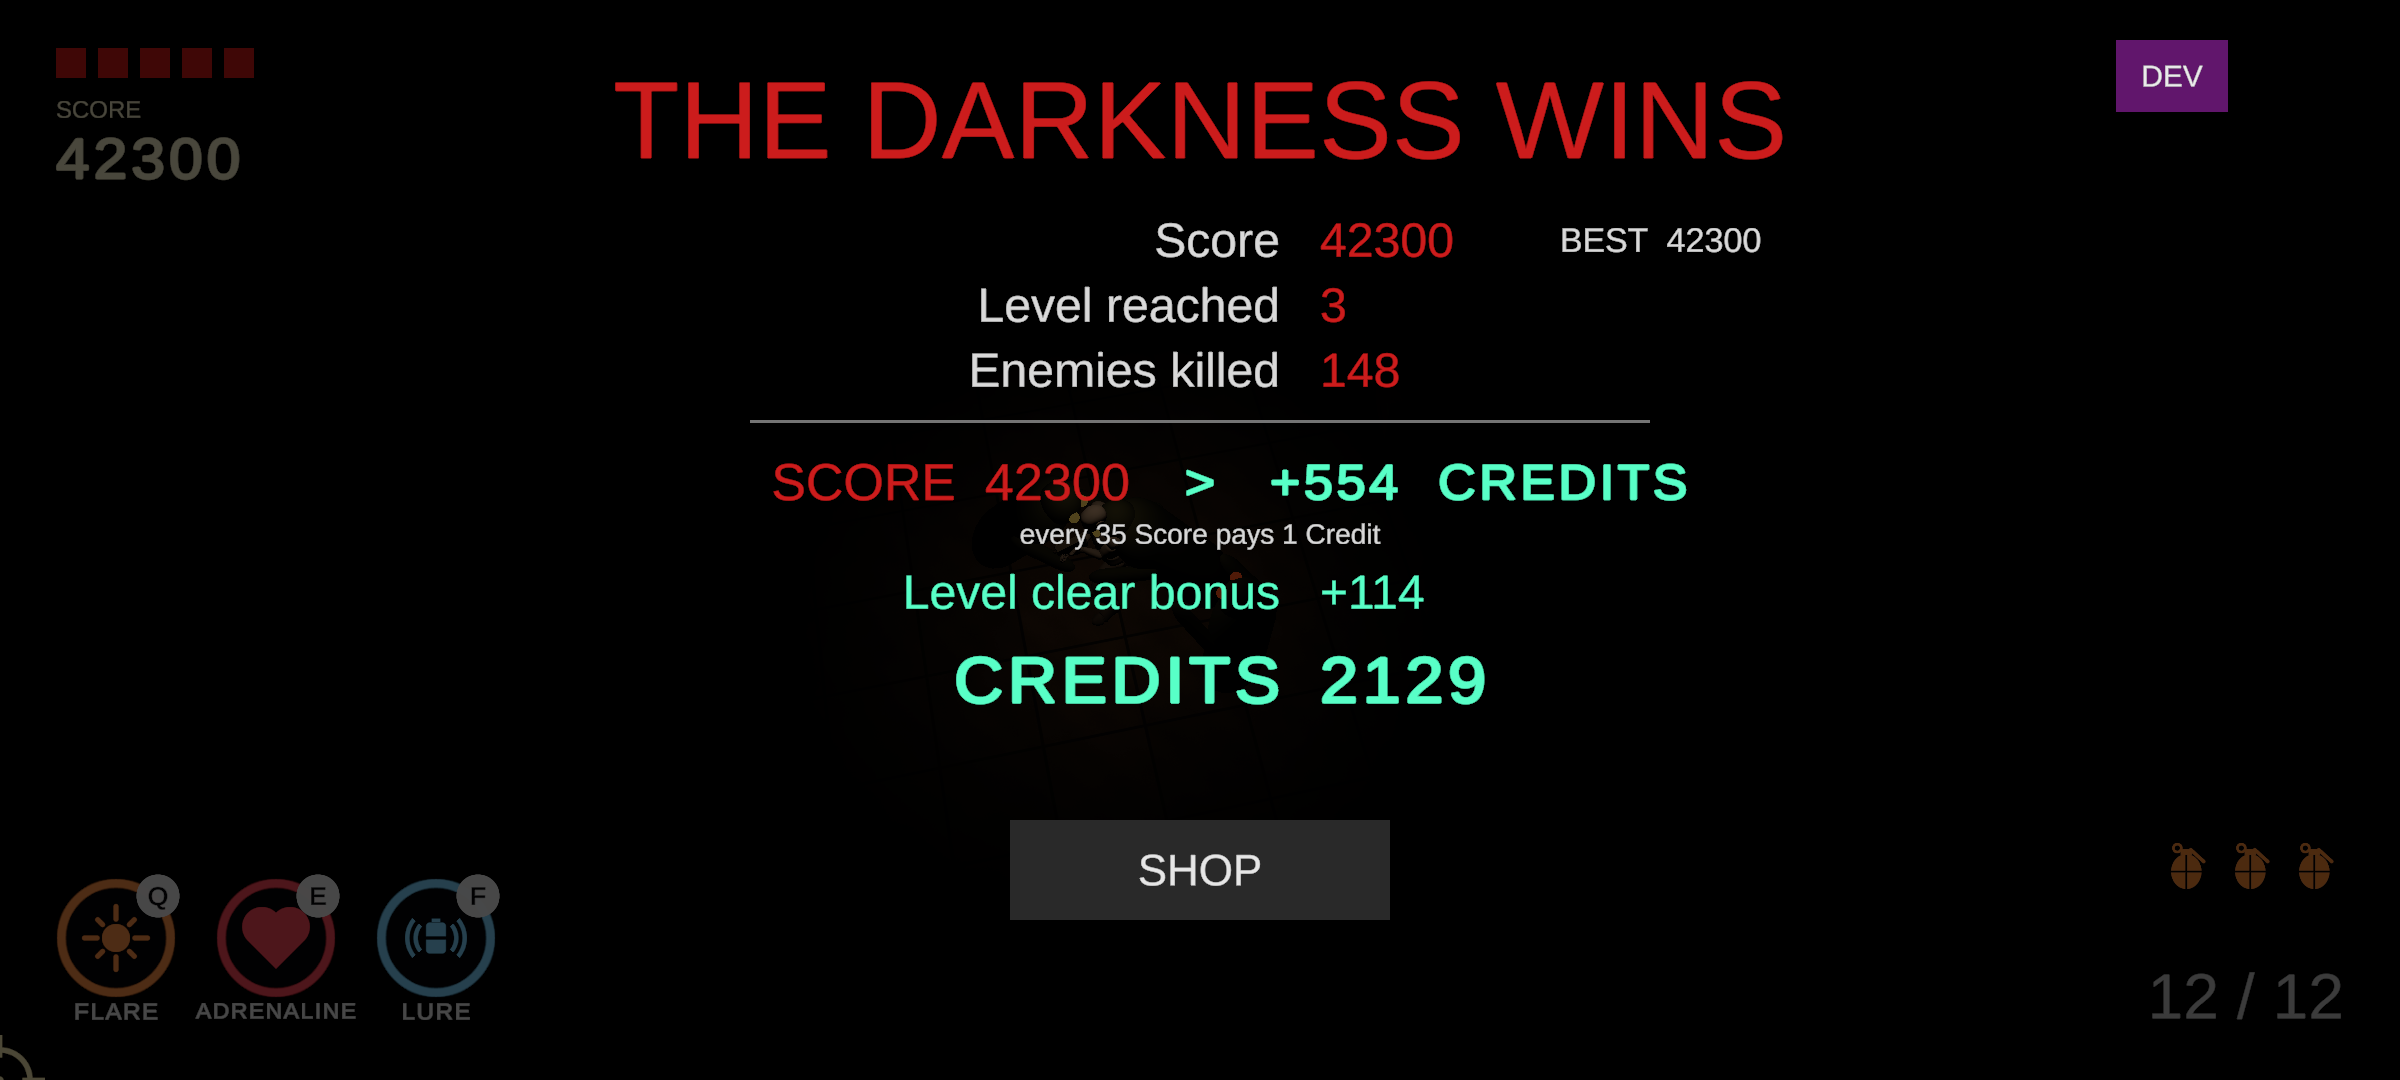 SCORE
42300
DEV
THE DARKNESS WINS
Score 42300 BEST 42300
Level reached 3
Enemies killed 148
SCORE 42300 > +554 CREDITS
every 35 Score pays 1 Credit
Level clear bonus +114
CREDITS 2129
SHOP
Q E F
FLARE ADRENALINE LURE
12 / 12